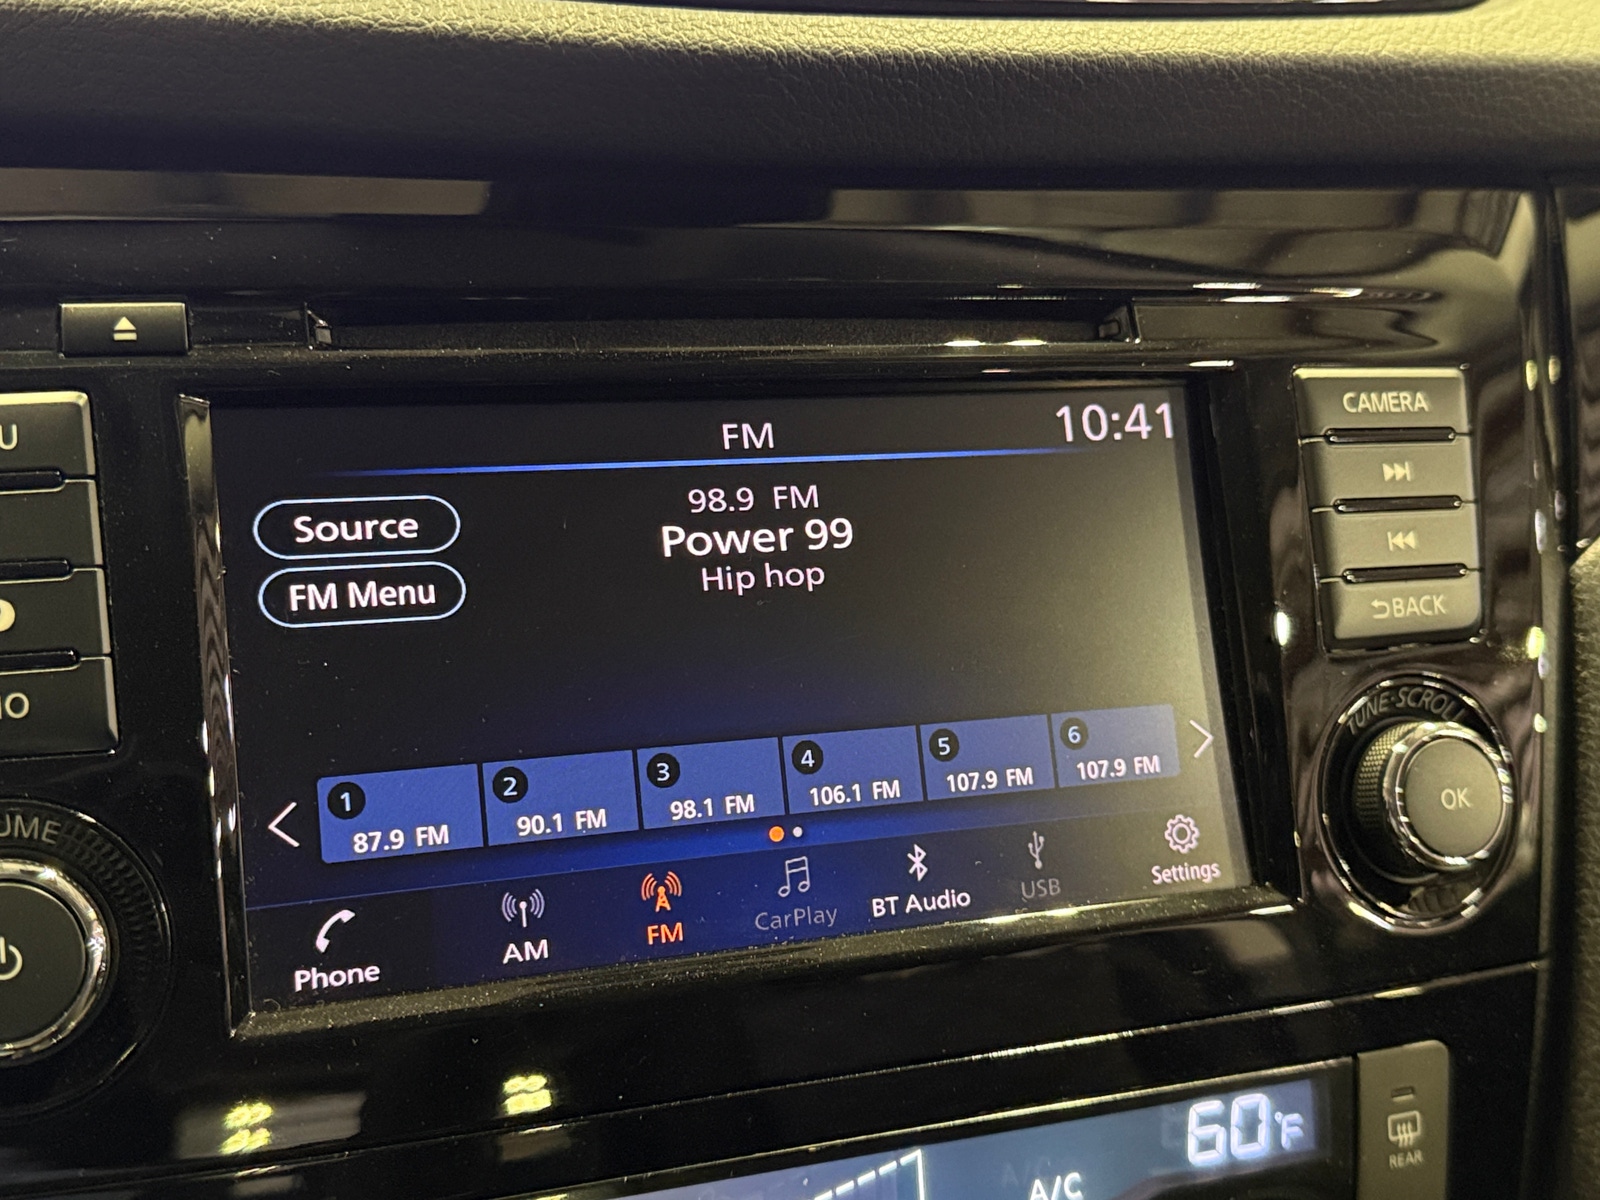 FM
10:41
98.9 FM
Power 99
Hip hop
Source
FM Menu
1
87.9 FM
2
90.1 FM
3
98.1 FM
4
106.1 FM
5
107.9 FM
6
107.9 FM
Phone
AM
FM
CarPlay
BT Audio
USB
Settings
CAMERA
BACK
TUNE·SCROLL
OK
60°F
A/C
REAR